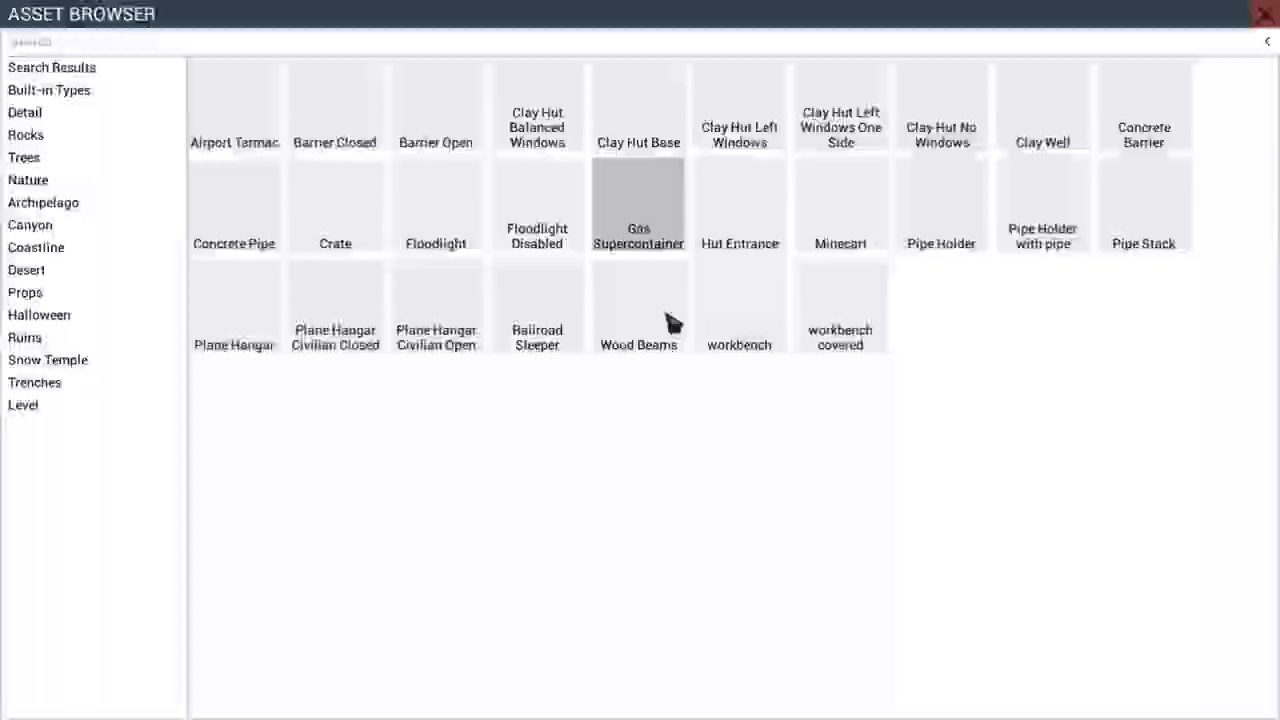 ASSET BROWSER
Search Results
Built-in Types
Detail
Rocks
Trees
Nature
Archipelago
Canyon
Coastline
Desert
Props
Halloween
Ruins
Snow Temple
Trenches
Level
Airport Tarmac
Barrier Closed
Barrier Open
Clay Hut
Balanced
Windows
Clay Hut Base
Clay Hut Left
Windows
Clay Hut Left
Windows One
Side
Clay Hut No
Windows
Clay Well
Concrete
Barrier
Concrete Pipe
Crate
Floodlight
Floodlight
Disabled
Gas
Supercontainer
Hut Entrance
Minecart
Pipe Holder
Pipe Holder
with pipe
Pipe Stack
Plane Hangar
Plane Hangar
Civilian Closed
Plane Hangar
Civilian Open
Railroad
Sleeper
Wood Beams
workbench
workbench
covered